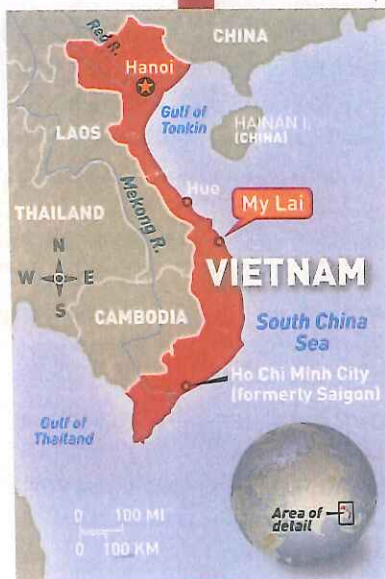 CHINA
Red R.
Hanoi
Gulf of
Tonkin
HAINAN I.
(CHINA)
LAOS
Hue
My Lai
Mekong R.
THAILAND
N
W E
S
VIETNAM
CAMBODIA
South China
Sea
Ho Chi Minh City
(formerly Saigon)
Gulf of
Thailand
Area of
detail
0 100 MI
0 100 KM